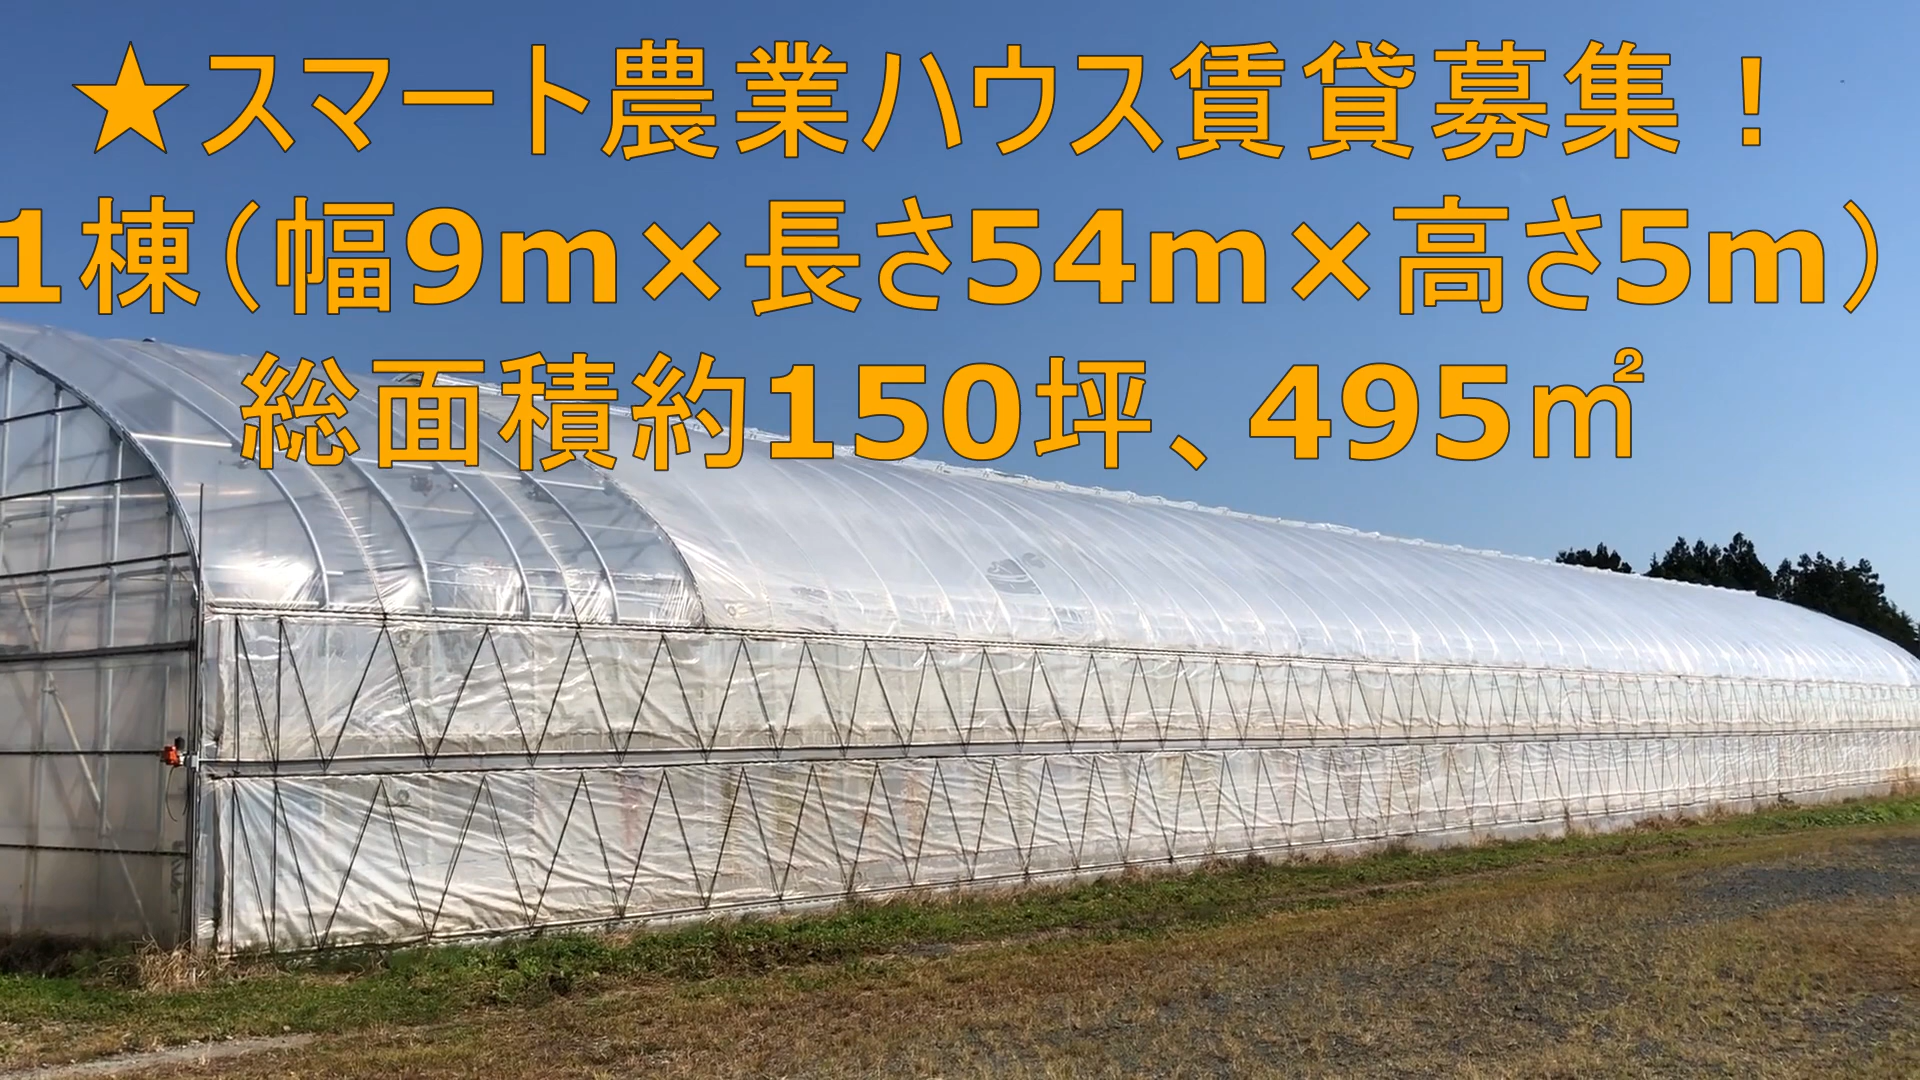 ★スマート農業ハウス賃貸募集！
1棟（幅9m×長さ54m×高さ5m）
総面積約150坪、495㎡